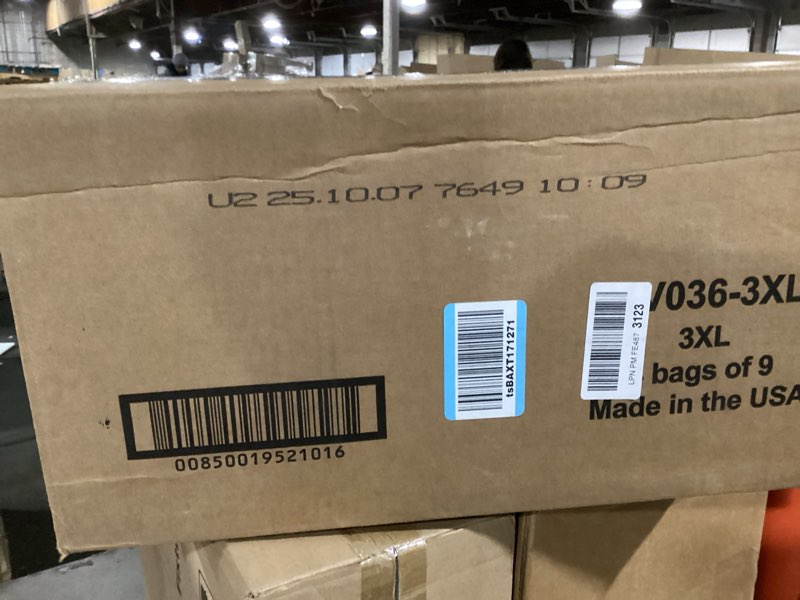 U2 25.10.07 7649 10:09
V036-3XL
3XL
bags of 9
Made in the USA
tsBAXT171271
LPN PM FE487 3123
00850019521016